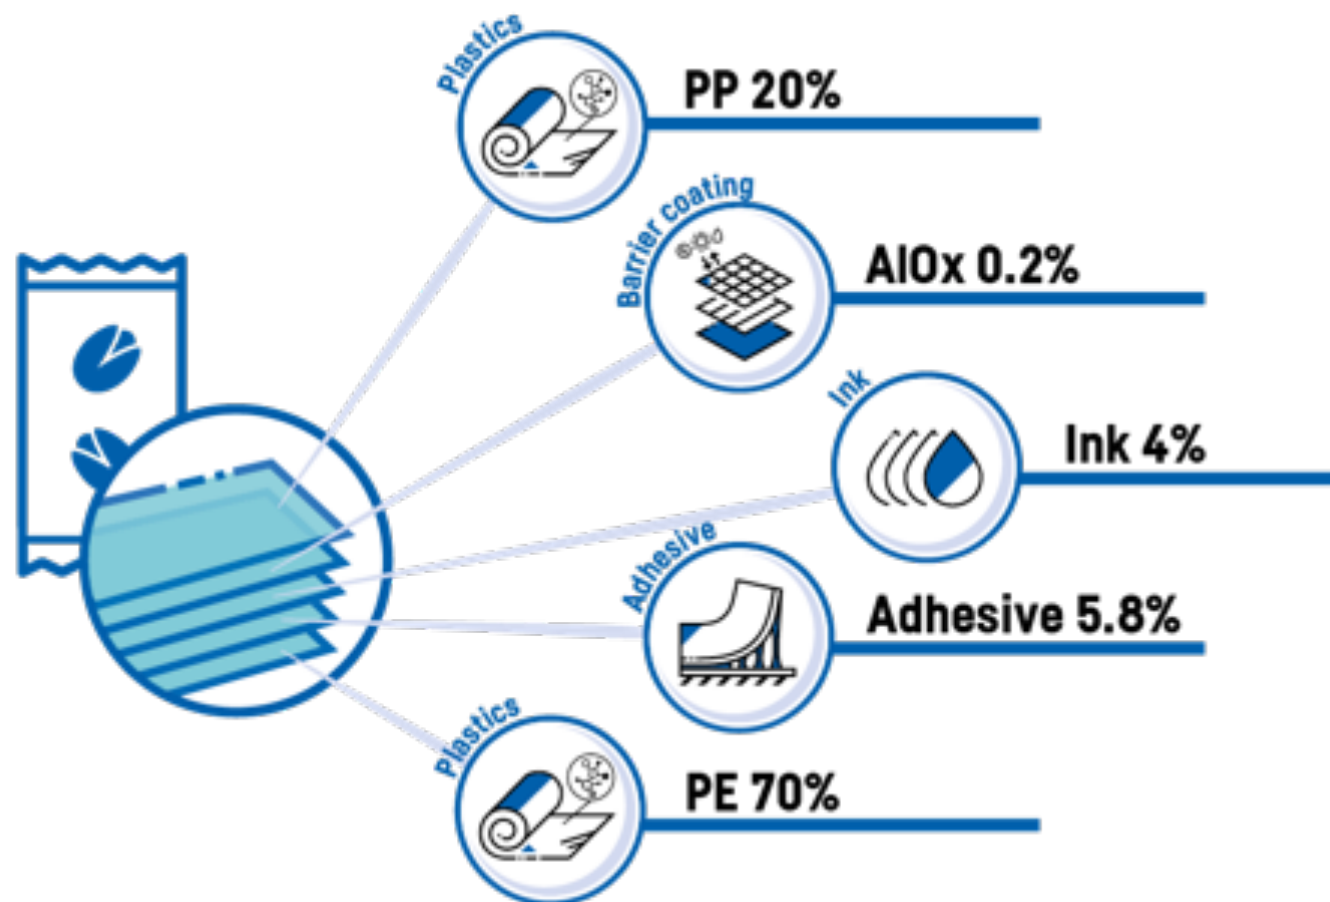 Plastics
PP 20%
Barrier coating
AlOx 0.2%
Ink
Ink 4%
Adhesive
Adhesive 5.8%
Plastics
PE 70%